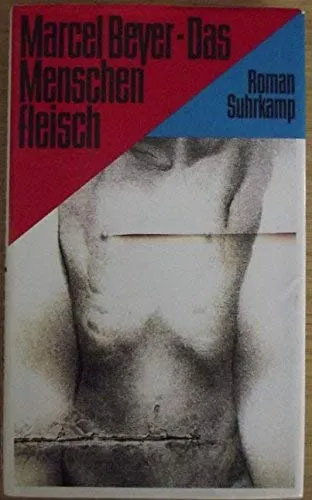 Marcel Beyer·Das
Menschen
fleisch
Roman
Suhrkamp